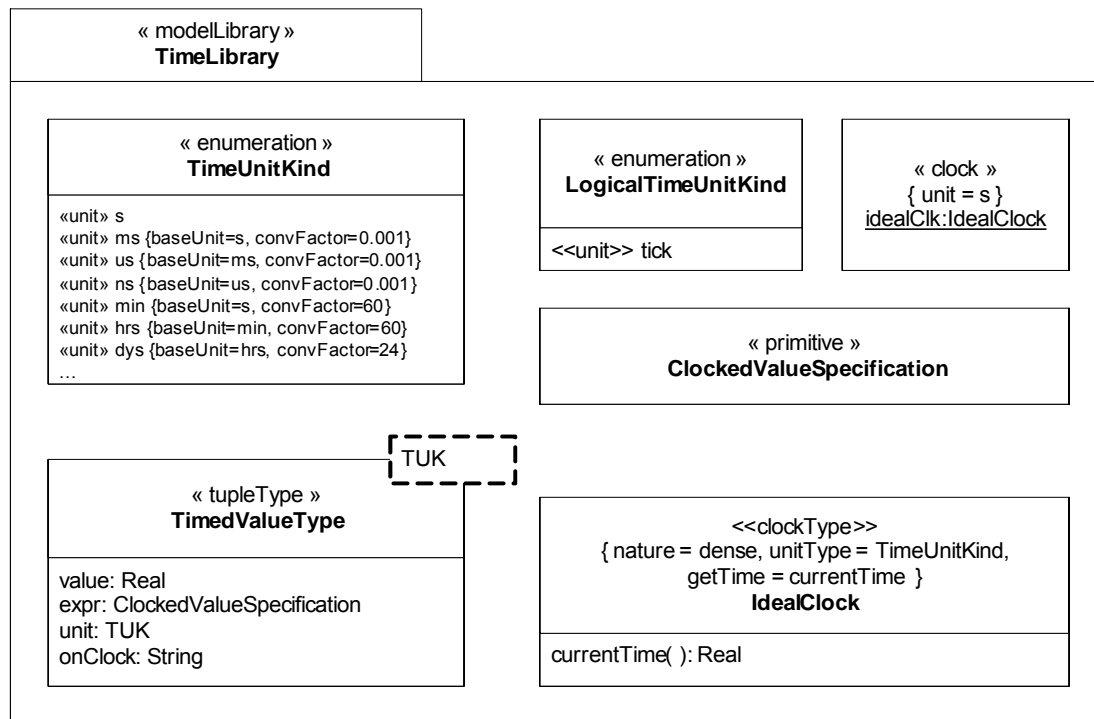 « modelLibrary »
TimeLibrary
« enumeration »
TimeUnitKind
«unit» s
«unit» ms {baseUnit=s, convFactor=0.001}
«unit» us {baseUnit=ms, convFactor=0.001}
«unit» ns {baseUnit=us, convFactor=0.001}
«unit» min {baseUnit=s, convFactor=60}
«unit» hrs {baseUnit=min, convFactor=60}
«unit» dys {baseUnit=hrs, convFactor=24}
...
« enumeration »
LogicalTimeUnitKind
<<unit>> tick
« clock »
{ unit = s }
idealClk:IdealClock
« primitive »
ClockedValueSpecification
TUK
« tupleType »
TimedValueType
value: Real
expr: ClockedValueSpecification
unit: TUK
onClock: String
<<clockType>>
{ nature = dense, unitType = TimeUnitKind,
getTime = currentTime }
IdealClock
currentTime( ): Real